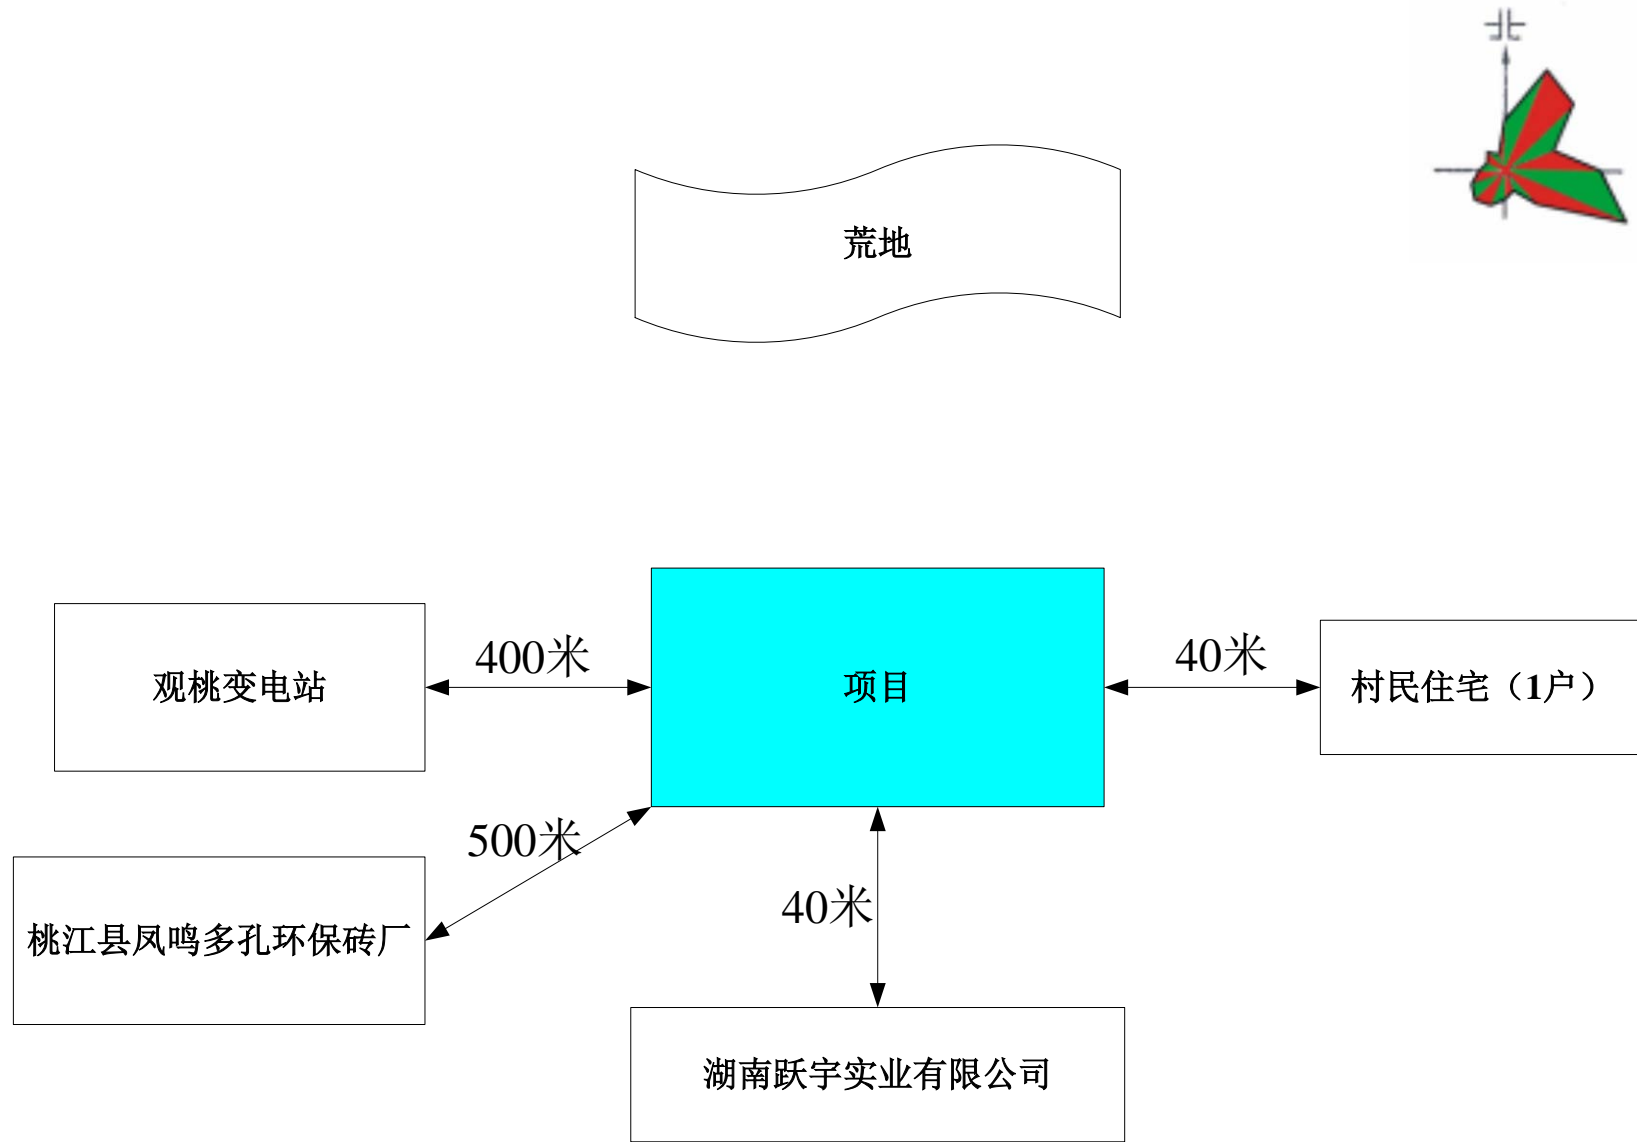 北
荒地
400米
40米
观桃变电站
项目
村民住宅（1户）
500米
40米
桃江县凤鸣多孔环保砖厂
湖南跃宇实业有限公司